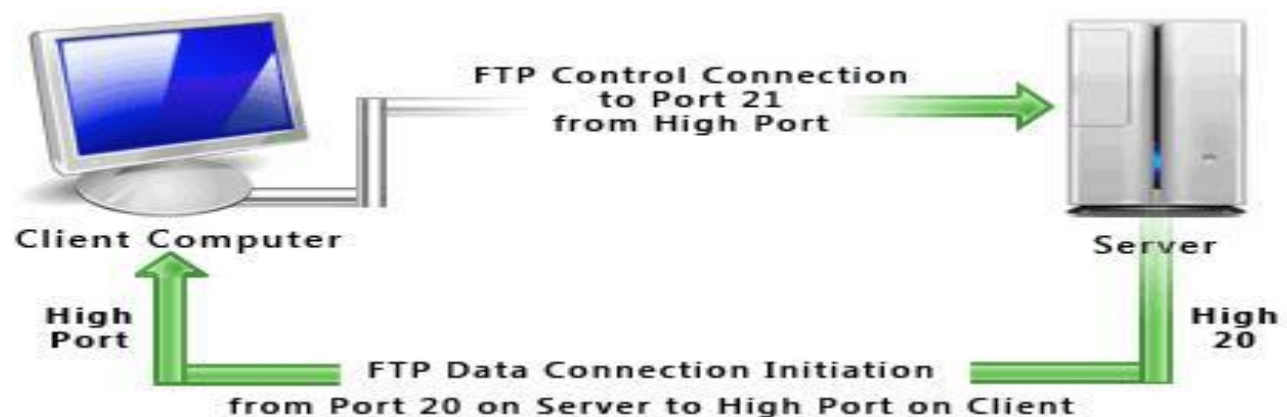 FTP Control Connection
to Port 21
from High Port
Client Computer
Server
High
Port
High
20
FTP Data Connection Initiation
from Port 20 on Server to High Port on Client